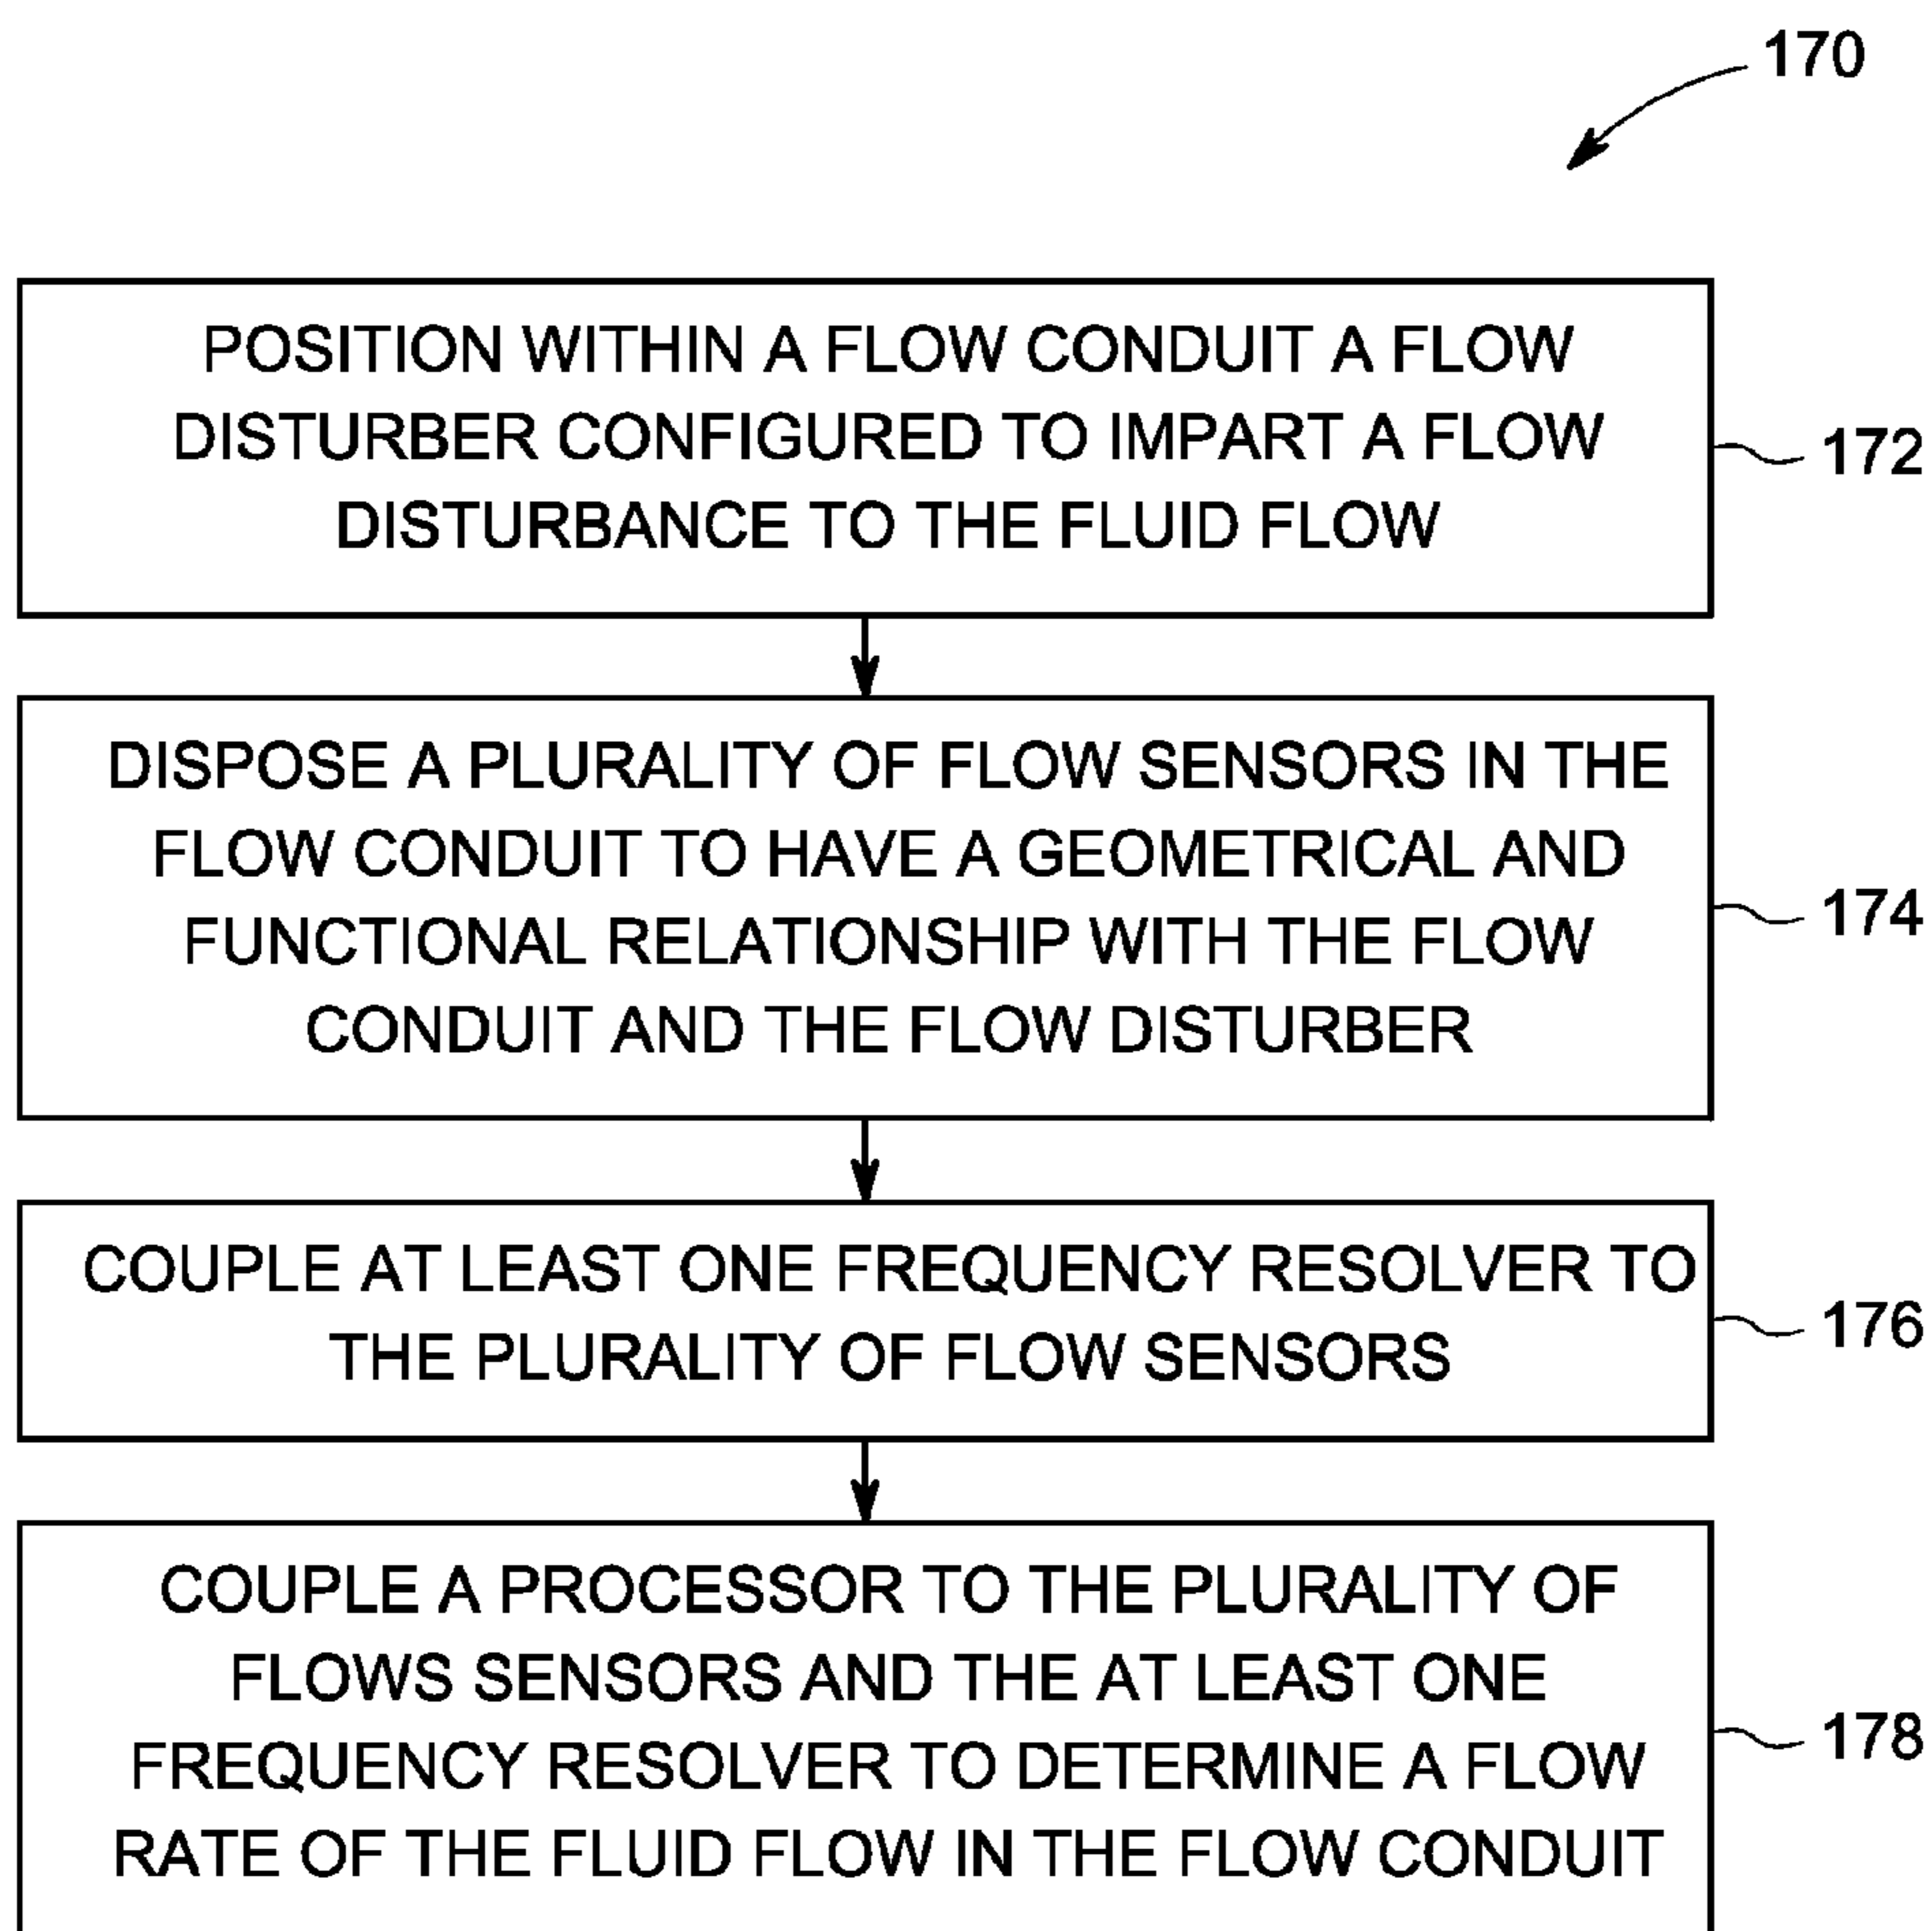 170
POSITION WITHIN A FLOW CONDUIT A FLOW
DISTURBER CONFIGURED TO IMPART A FLOW
DISTURBANCE TO THE FLUID FLOW
172
DISPOSE A PLURALITY OF FLOW SENSORS IN THE
FLOW CONDUIT TO HAVE A GEOMETRICAL AND
FUNCTIONAL RELATIONSHIP WITH THE FLOW
CONDUIT AND THE FLOW DISTURBER
174
COUPLE AT LEAST ONE FREQUENCY RESOLVER TO
THE PLURALITY OF FLOW SENSORS
176
COUPLE A PROCESSOR TO THE PLURALITY OF
FLOWS SENSORS AND THE AT LEAST ONE
FREQUENCY RESOLVER TO DETERMINE A FLOW
RATE OF THE FLUID FLOW IN THE FLOW CONDUIT
178